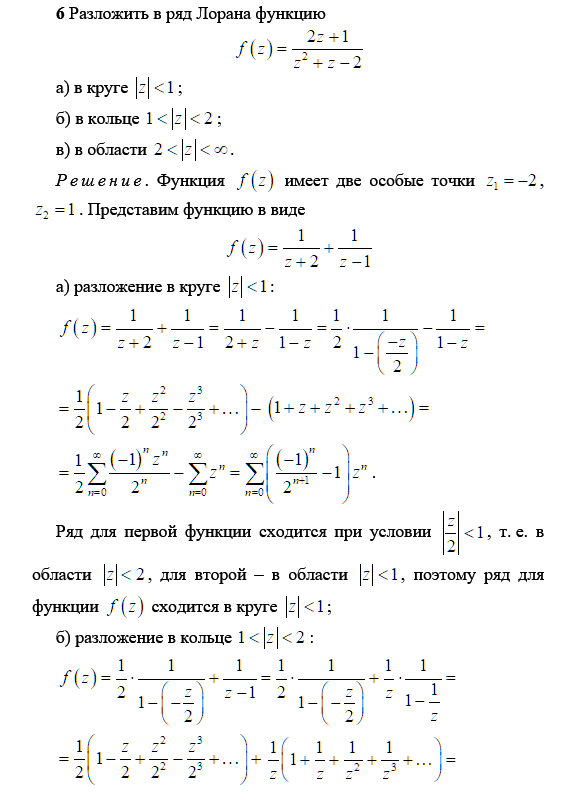 6 Разложить в ряд Лорана функцию
f(z) = \frac{2z+1}{z^2+z-2}
а) в круге |z|<1;
б) в кольце 1<|z|<2;
в) в области 2<|z|<∞.
Решение. Функция f(z) имеет две особые точки z_1=-2,
z_2=1. Представим функцию в виде
f(z) = \frac{1}{z+2} + \frac{1}{z-1}
а) разложение в круге |z|<1:
f(z) = \frac{1}{z+2} + \frac{1}{z-1} = \frac{1}{2+z} - \frac{1}{1-z} = \frac{1}{2} \cdot \frac{1}{1-\left(\frac{-z}{2}\right)} - \frac{1}{1-z} =
= \frac{1}{2}\left(1-\frac{z}{2}+\frac{z^2}{2^2}-\frac{z^3}{2^3}+…\right) - (1+z+z^2+z^3+…) =
= \frac{1}{2}\sum_{n=0}^{∞}\frac{(-1)^n z^n}{2^n} - \sum_{n=0}^{∞} z^n = \sum_{n=0}^{∞}\left(\frac{(-1)^n}{2^{n+1}}-1\right)z^n.
Ряд для первой функции сходится при условии \left|\frac{z}{2}\right|<1, т. е. в
области |z|<2, для второй – в области |z|<1, поэтому ряд для
функции f(z) сходится в круге |z|<1;
б) разложение в кольце 1<|z|<2:
f(z) = \frac{1}{2} \cdot \frac{1}{1-\left(-\frac{z}{2}\right)} + \frac{1}{z-1} = \frac{1}{2} \cdot \frac{1}{1-\left(-\frac{z}{2}\right)} + \frac{1}{z} \cdot \frac{1}{1-\frac{1}{z}} =
= \frac{1}{2}\left(1-\frac{z}{2}+\frac{z^2}{2^2}-\frac{z^3}{2^3}+…\right) + \frac{1}{z}\left(1+\frac{1}{z}+\frac{1}{z^2}+\frac{1}{z^3}+…\right) =